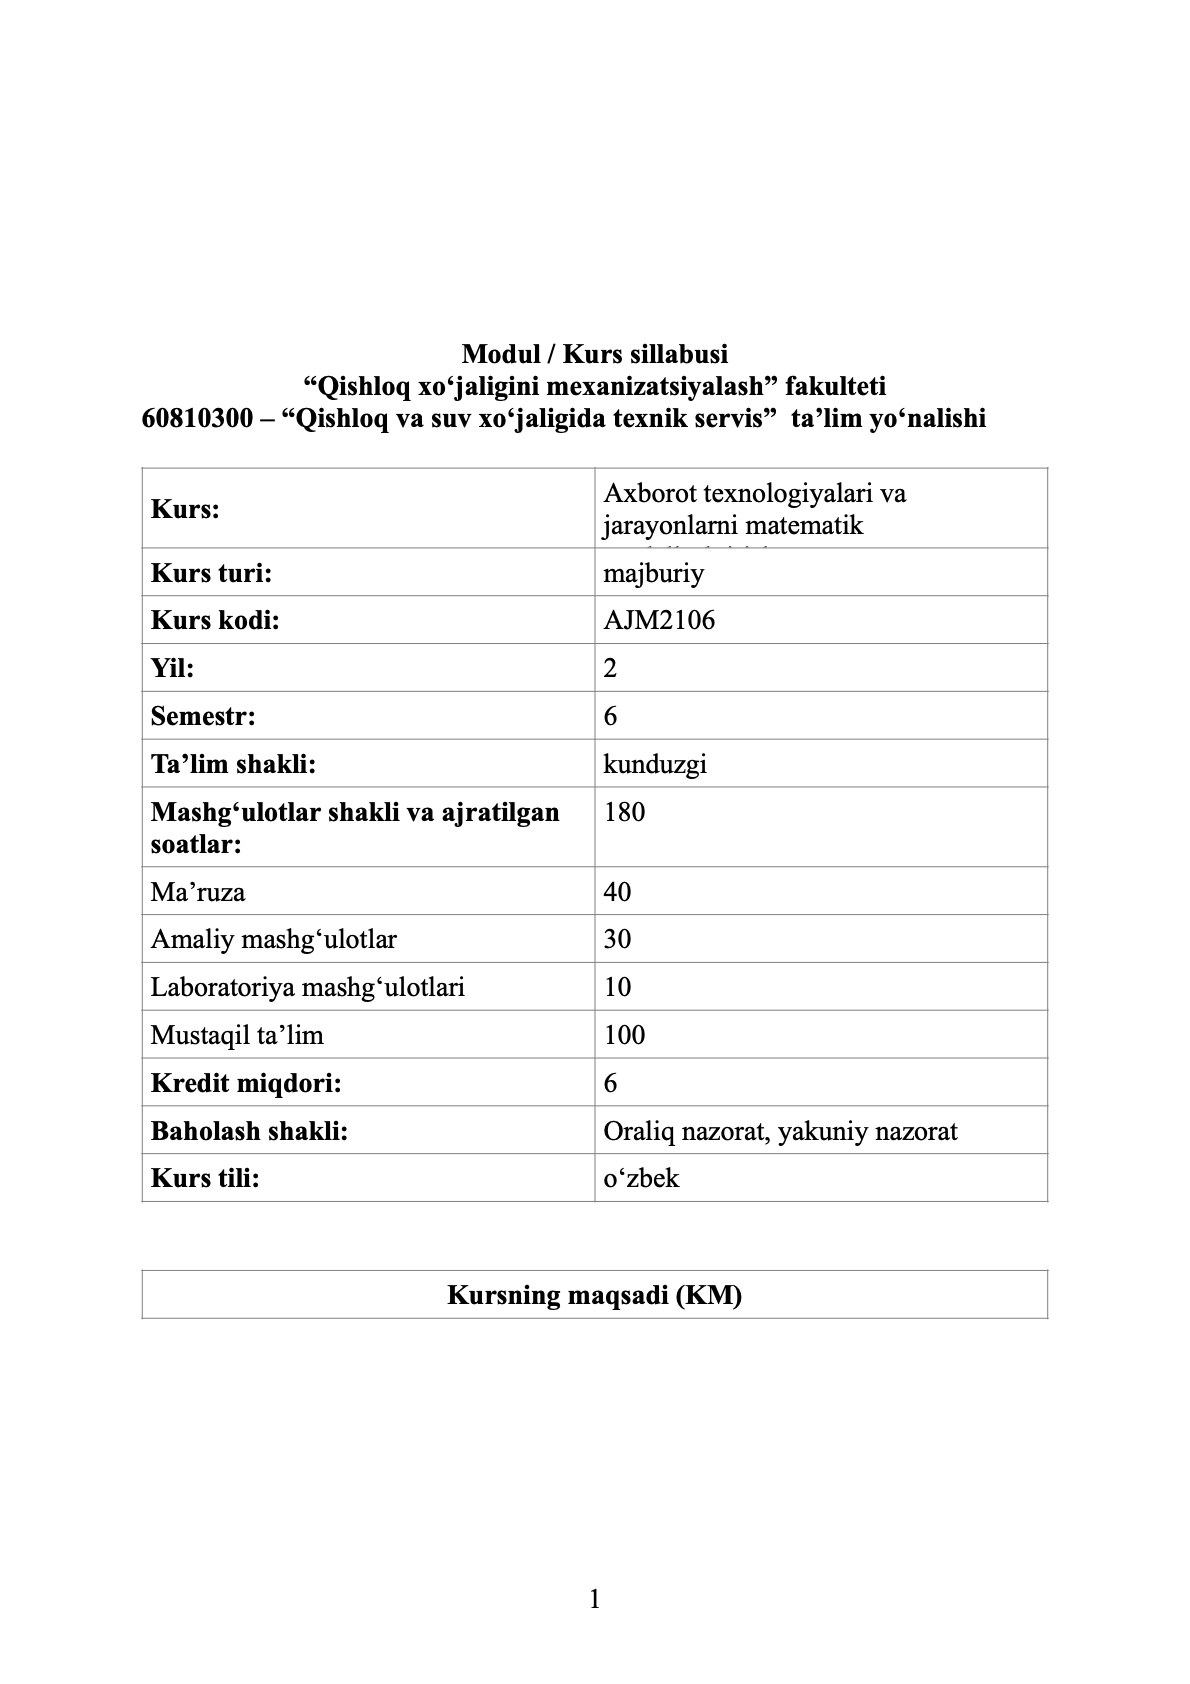 Modul / Kurs sillabusi
“Qishloq xo‘jaligini mexanizatsiyalash” fakulteti
60810300 – “Qishloq va suv xo‘jaligida texnik servis”  ta’lim yo‘nalishi
Kurs:
Axborot texnologiyalari va
jarayonlarni matematik
Kurs turi:
majburiy
Kurs kodi:
AJM2106
Yil:
2
Semestr:
6
Ta’lim shakli:
kunduzgi
Mashg‘ulotlar shakli va ajratilgan
soatlar:
180
Ma’ruza
40
Amaliy mashg‘ulotlar
30
Laboratoriya mashg‘ulotlari
10
Mustaqil ta’lim
100
Kredit miqdori:
6
Baholash shakli:
Oraliq nazorat, yakuniy nazorat
Kurs tili:
o‘zbek
Kursning maqsadi (KM)
1